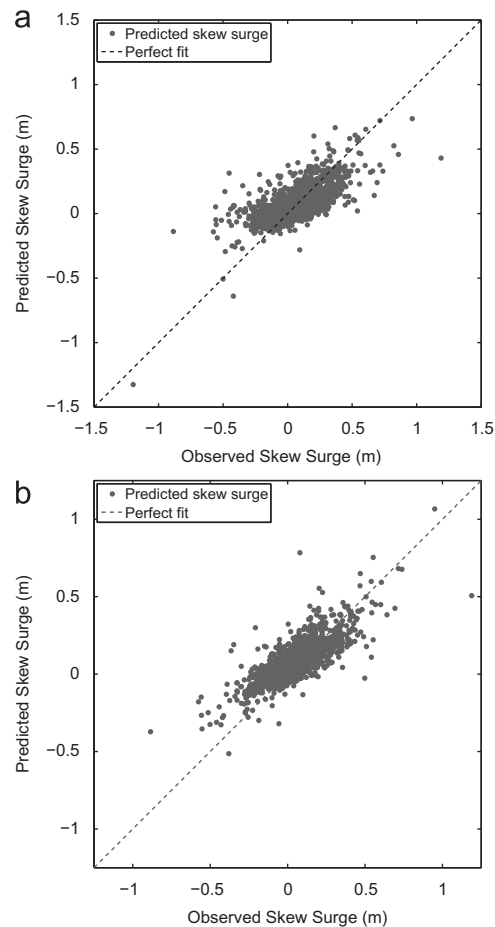 a
Predicted skew surge
Perfect fit
1.5
1
0.5
0
−0.5
−1
−1.5
Predicted Skew Surge (m)
−1.5 −1 −0.5 0 0.5 1 1.5
Observed Skew Surge (m)
b
Predicted skew surge
Perfect fit
1
0.5
0
−0.5
−1
Predicted Skew Surge (m)
−1 −0.5 0 0.5 1
Observed Skew Surge (m)